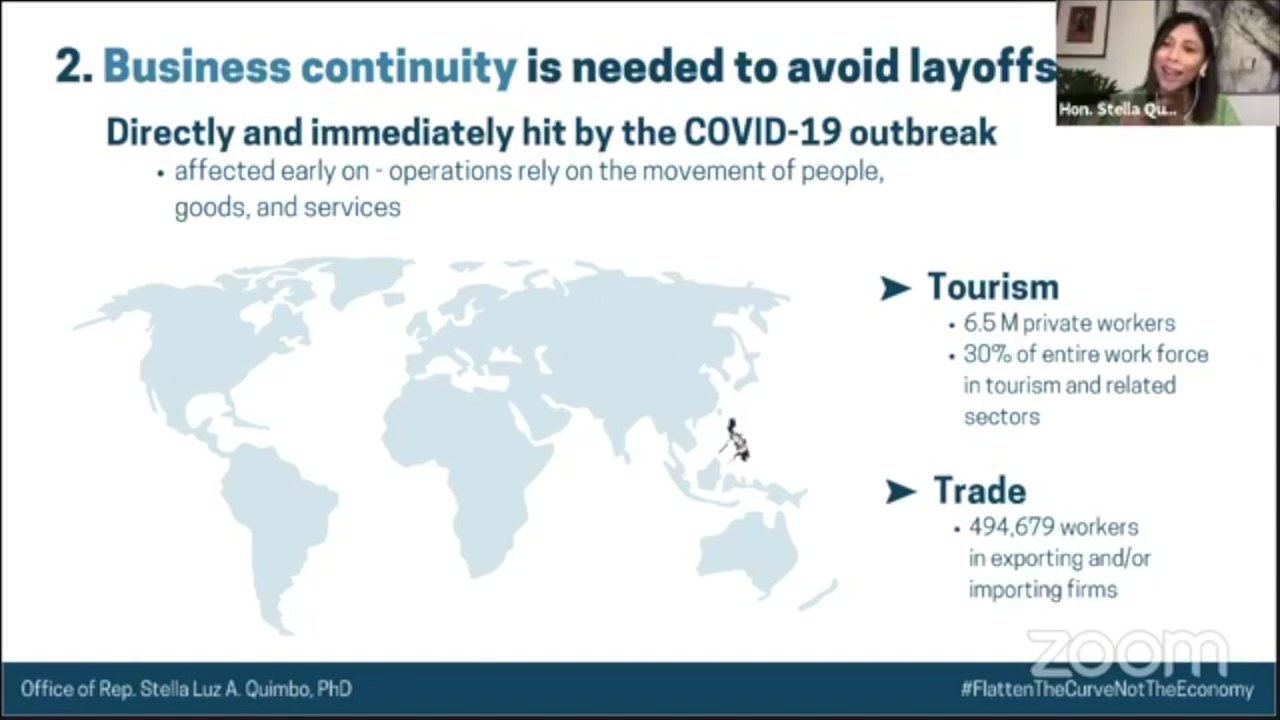 2. Business continuity is needed to avoid layoffs
Hon. Stella Qu...
Directly and immediately hit by the COVID-19 outbreak
• affected early on - operations rely on the movement of people,
goods, and services
➤ Tourism
• 6.5 M private workers
• 30% of entire work force
in tourism and related
sectors
➤ Trade
• 494,679 workers
in exporting and/or
importing firms
zoom
Office of Rep. Stella Luz A. Quimbo, PhD
#FlattenTheCurveNotTheEconomy